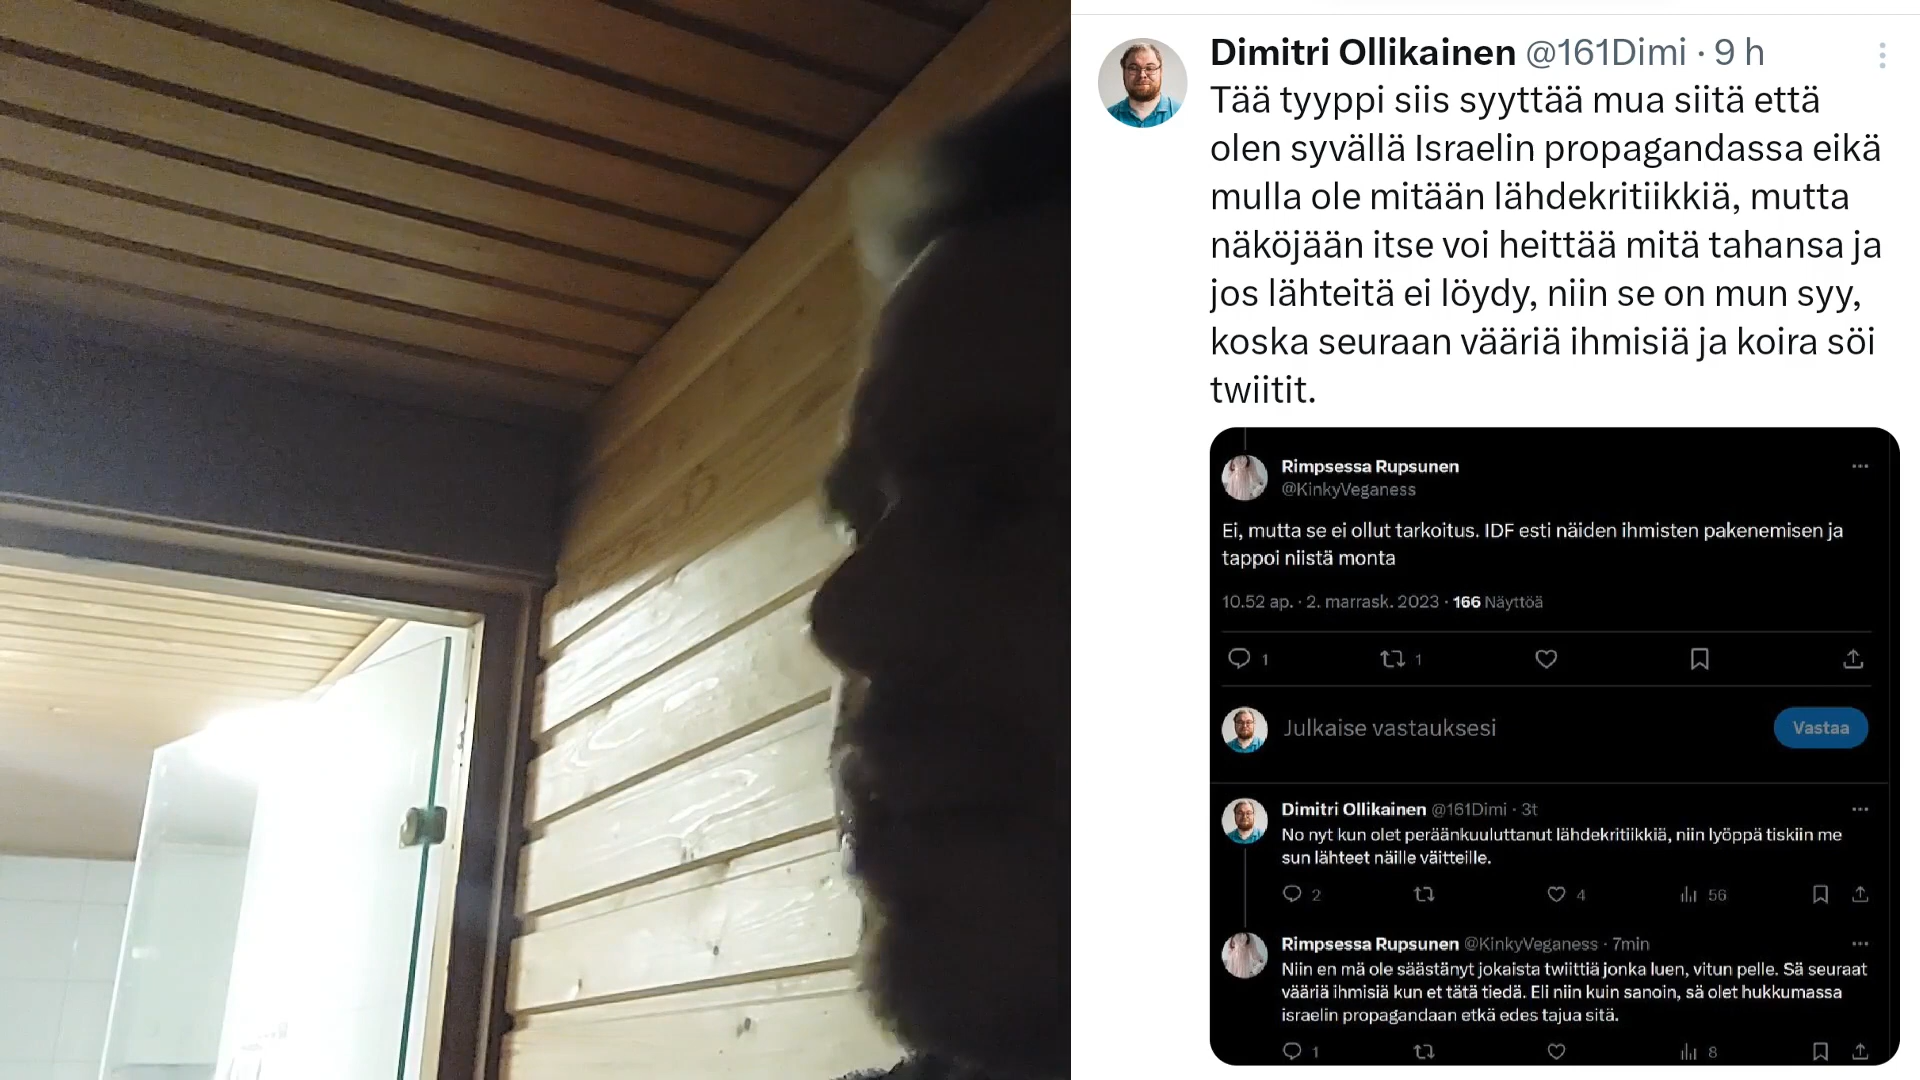 Dimitri Ollikainen @161Dimi · 9 h
Tää tyyppi siis syyttää mua siitä että
olen syvällä Israelin propagandassa eikä
mulla ole mitään lähdekritiikkiä, mutta
näköjään itse voi heittää mitä tahansa ja
jos lähteitä ei löydy, niin se on mun syy,
koska seuraan vääriä ihmisiä ja koira söi
twiitit.
Rimpsessa Rupsunen
@KinkyVeganess
Ei, mutta se ei ollut tarkoitus. IDF esti näiden ihmisten pakenemisen ja
tappoi niistä monta
10.52 ap. · 2. marrask. 2023 · 166 Näyttöä
1 1
Julkaise vastauksesi
Vastaa
Dimitri Ollikainen @161Dimi · 3t
No nyt kun olet peräänkuuluttanut lähdekritiikkiä, niin lyöppä tiskiin me
sun lähteet näille väitteille.
2 4 56
Rimpsessa Rupsunen @KinkyVeganess · 7min
Niin en mä ole säästänyt jokaista twiittiä jonka luen, vitun pelle. Sä seuraat
vääriä ihmisiä kun et tätä tiedä. Eli niin kuin sanoin, sä olet hukkumassa
israelin propagandaan etkä edes tajua sitä.
1 8